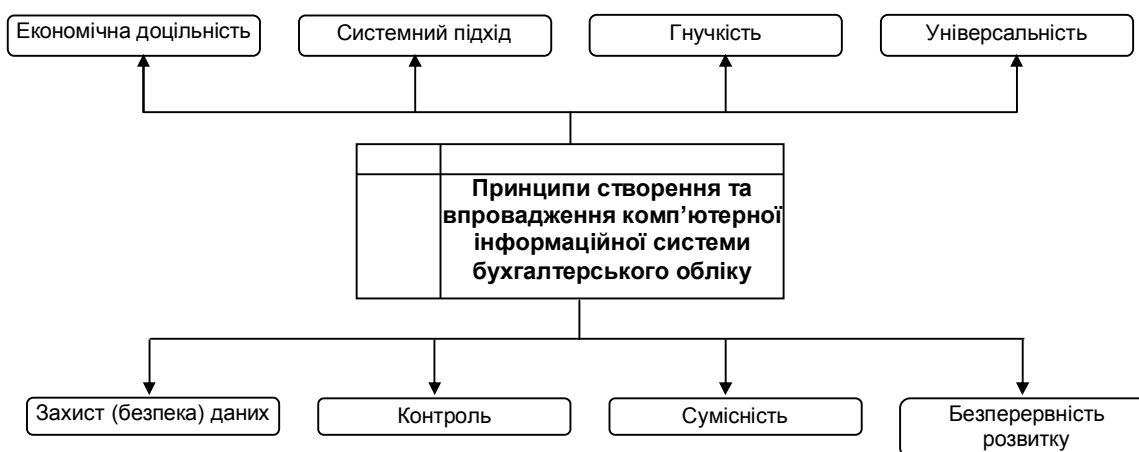 Економічна доцільність
Системний підхід
Гнучкість
Універсальність
Принципи створення та
впровадження комп’ютерної
інформаційної системи
бухгалтерського обліку
Захист (безпека) даних
Контроль
Сумісність
Безперервність
розвитку